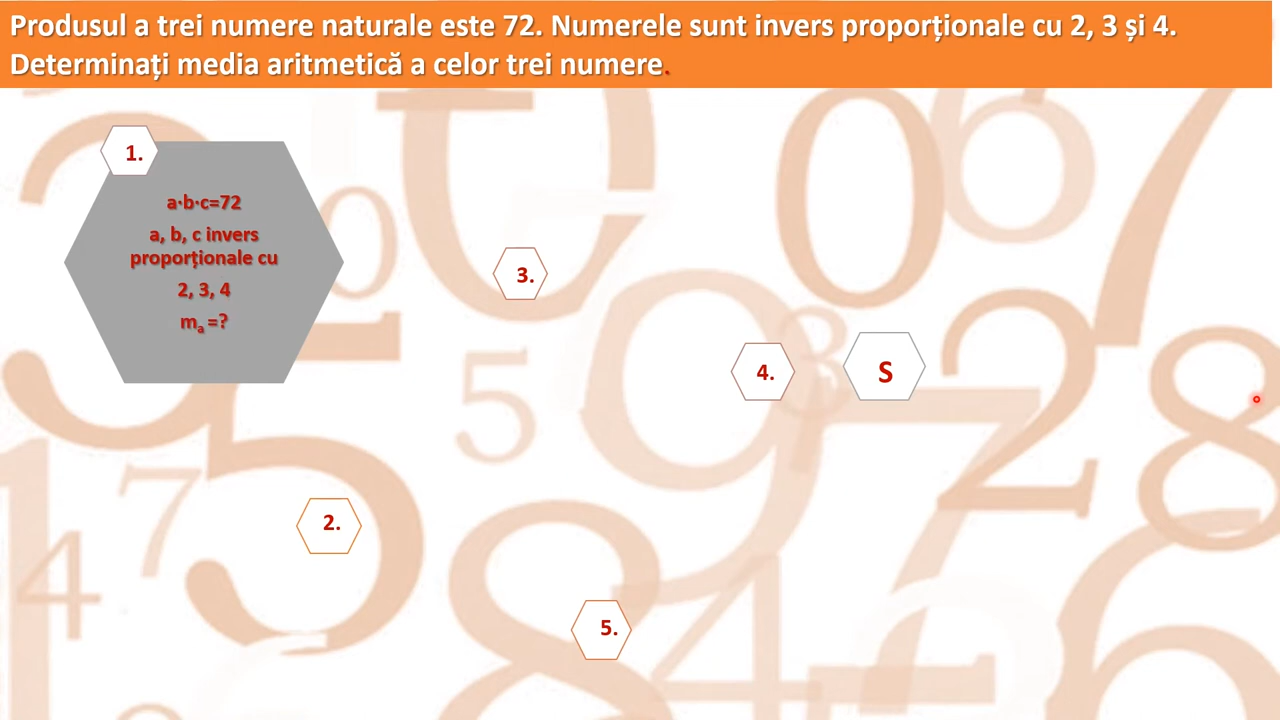 Produsul a trei numere naturale este 72. Numerele sunt invers proporționale cu 2, 3 și 4.
Determinați media aritmetică a celor trei numere.
1.
a·b·c=72
a, b, c invers
proporționale cu
2, 3, 4
mₐ =?
3.
4.
S
2.
5.